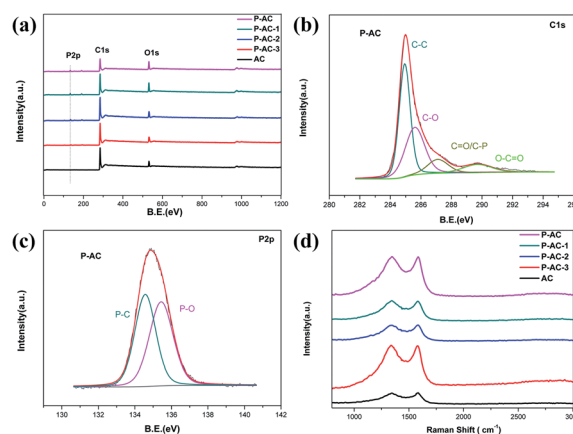 (a)
P-AC
P-AC-1
P-AC-2
P-AC-3
AC
P2p
C1s
O1s
Intensity(a.u.)
0 200 400 600 800 1000 1200
B.E.(eV)
(b)
P-AC
C1s
C-C
C-O
C=O/C-P
O-C=O
Intensity(a.u.)
280 282 284 286 288 290 292 294 296
B.E.(eV)
(c)
P2p
P-AC
P-C
P-O
Intensity(a.u.)
130 132 134 136 138 140 142
B.E.(eV)
(d)
P-AC
P-AC-1
P-AC-2
P-AC-3
AC
Intensity(a.u.)
1000 1500 2000 2500 3000
Raman Shift ( cm⁻¹)